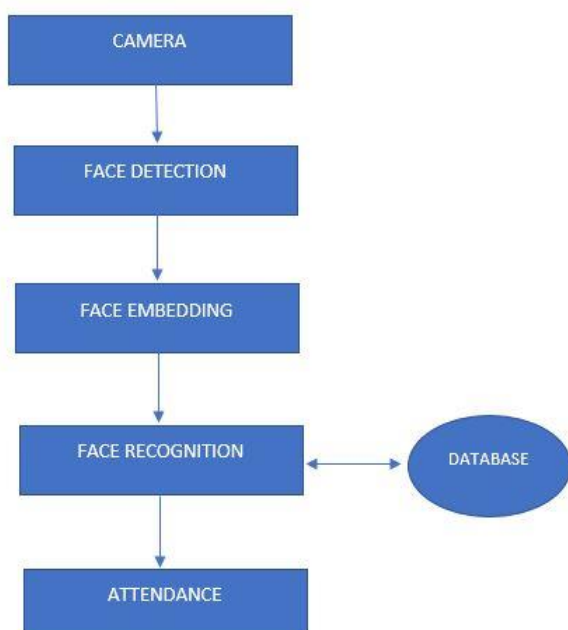 CAMERA
FACE DETECTION
FACE EMBEDDING
FACE RECOGNITION
DATABASE
ATTENDANCE